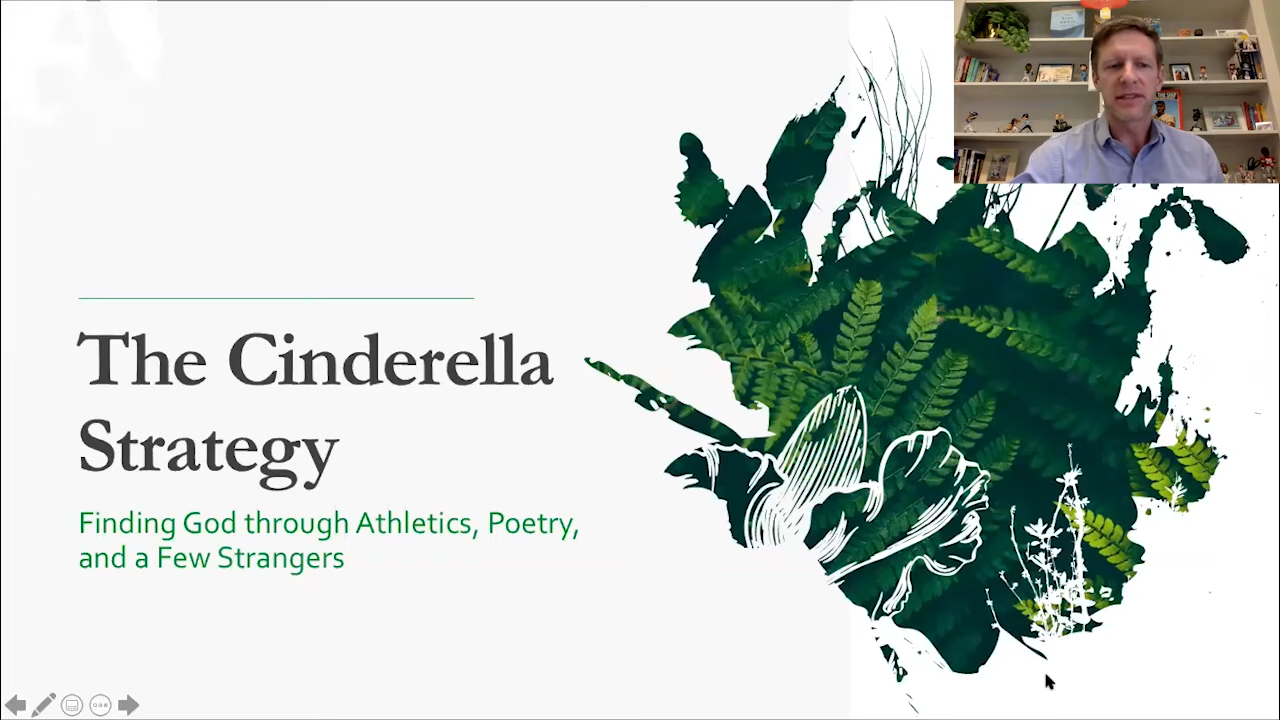 The Cinderella
Strategy
Finding God through Athletics, Poetry,
and a Few Strangers